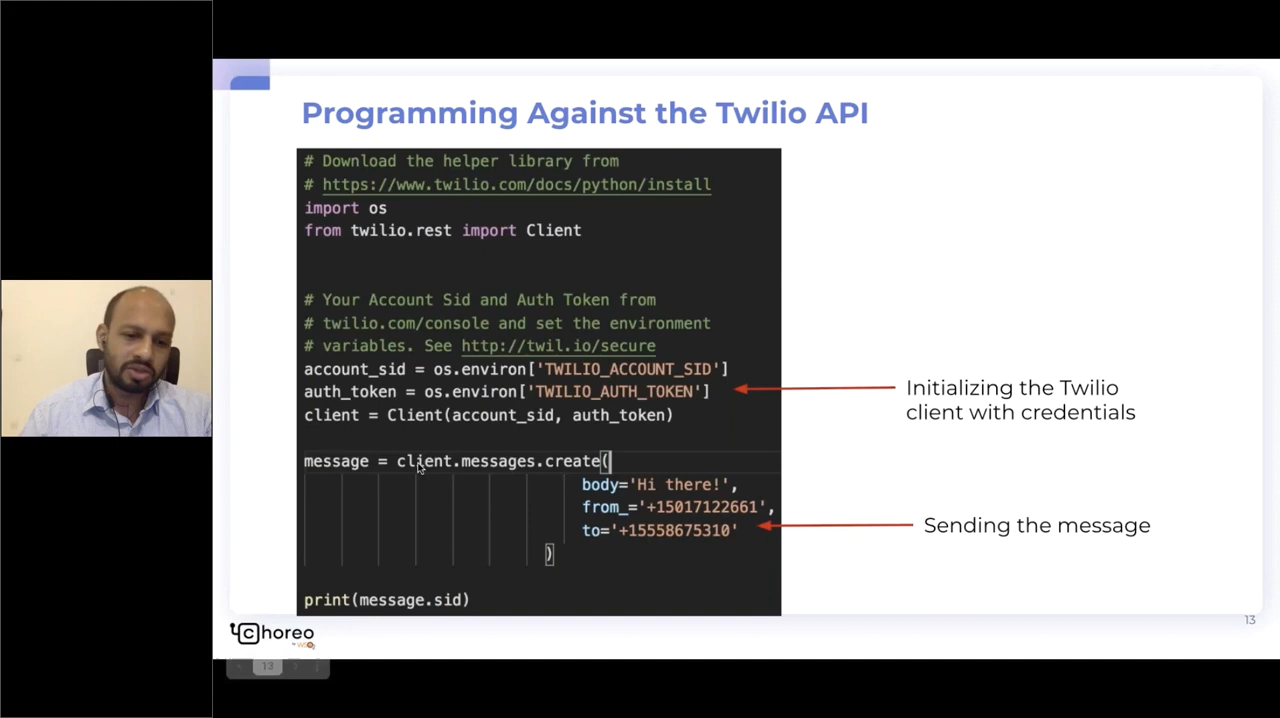 Programming Against the Twilio API
# Download the helper library from
# https://www.twilio.com/docs/python/install
import os
from twilio.rest import Client
# Your Account Sid and Auth Token from
# twilio.com/console and set the environment
# variables. See http://twil.io/secure
account_sid = os.environ['TWILIO_ACCOUNT_SID']
auth_token = os.environ['TWILIO_AUTH_TOKEN']
client = Client(account_sid, auth_token)
Initializing the Twilio
client with credentials
message = client.messages.create(
body='Hi there!',
from_='+15017122661',
to='+15558675310'
)
Sending the message
print(message.sid)
13
Choreo
by WSO2
13